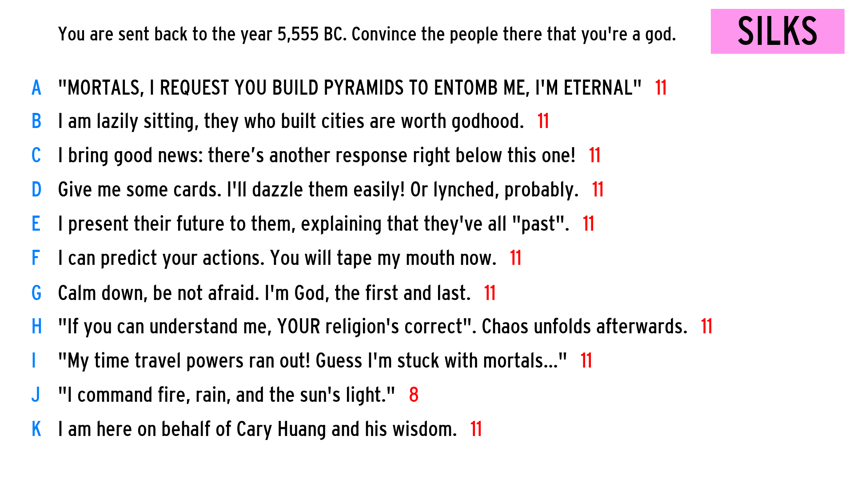 You are sent back to the year 5,555 BC. Convince the people there that you're a god.
SILKS
A "MORTALS, I REQUEST YOU BUILD PYRAMIDS TO ENTOMB ME, I'M ETERNAL" 11
B I am lazily sitting, they who built cities are worth godhood. 11
C I bring good news: there’s another response right below this one! 11
D Give me some cards. I'll dazzle them easily! Or lynched, probably. 11
E I present their future to them, explaining that they've all "past". 11
F I can predict your actions. You will tape my mouth now. 11
G Calm down, be not afraid. I'm God, the first and last. 11
H "If you can understand me, YOUR religion's correct". Chaos unfolds afterwards. 11
I "My time travel powers ran out! Guess I'm stuck with mortals..." 11
J "I command fire, rain, and the sun's light." 8
K I am here on behalf of Cary Huang and his wisdom. 11